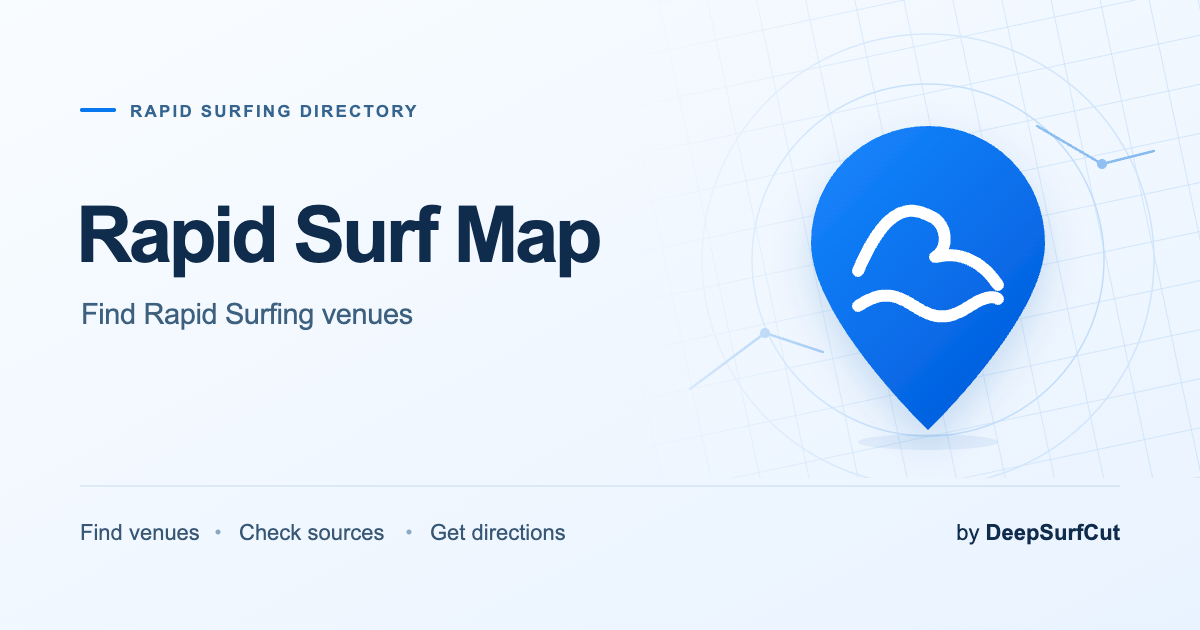 RAPID SURFING DIRECTORY
Rapid Surf Map
Find Rapid Surfing venues
Find venues • Check sources • Get directions
by DeepSurfCut